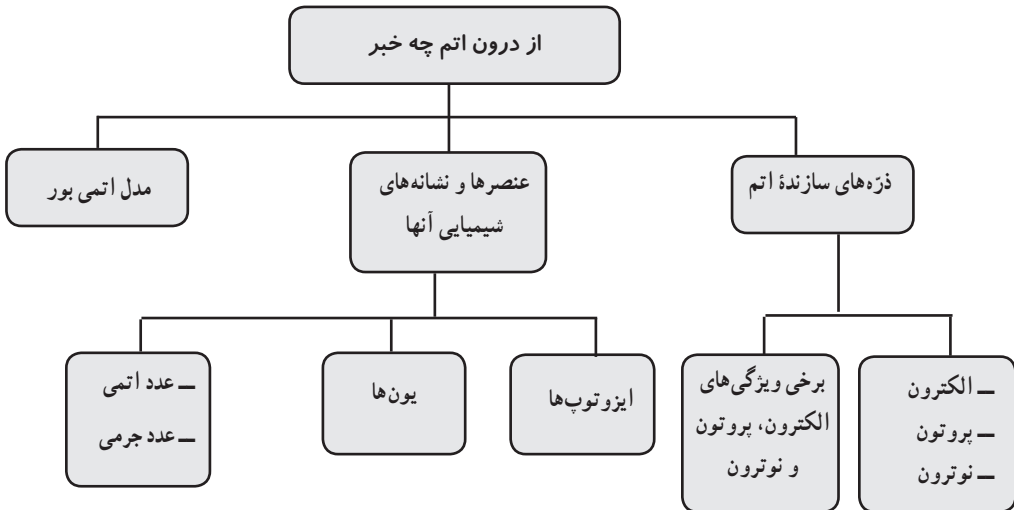 از درون اتم چه خبر
ذرّه‌های سازندهٔ اتم
عنصرها و نشانه‌های
شیمیایی آنها
مدل اتمی بور
ــ الکترون
ــ پروتون
ــ نوترون
برخی ویژگی‌های
الکترون، پروتون
و نوترون
ایزوتوپ‌ها
یون‌ها
ــ عدد اتمی
ــ عدد جرمی